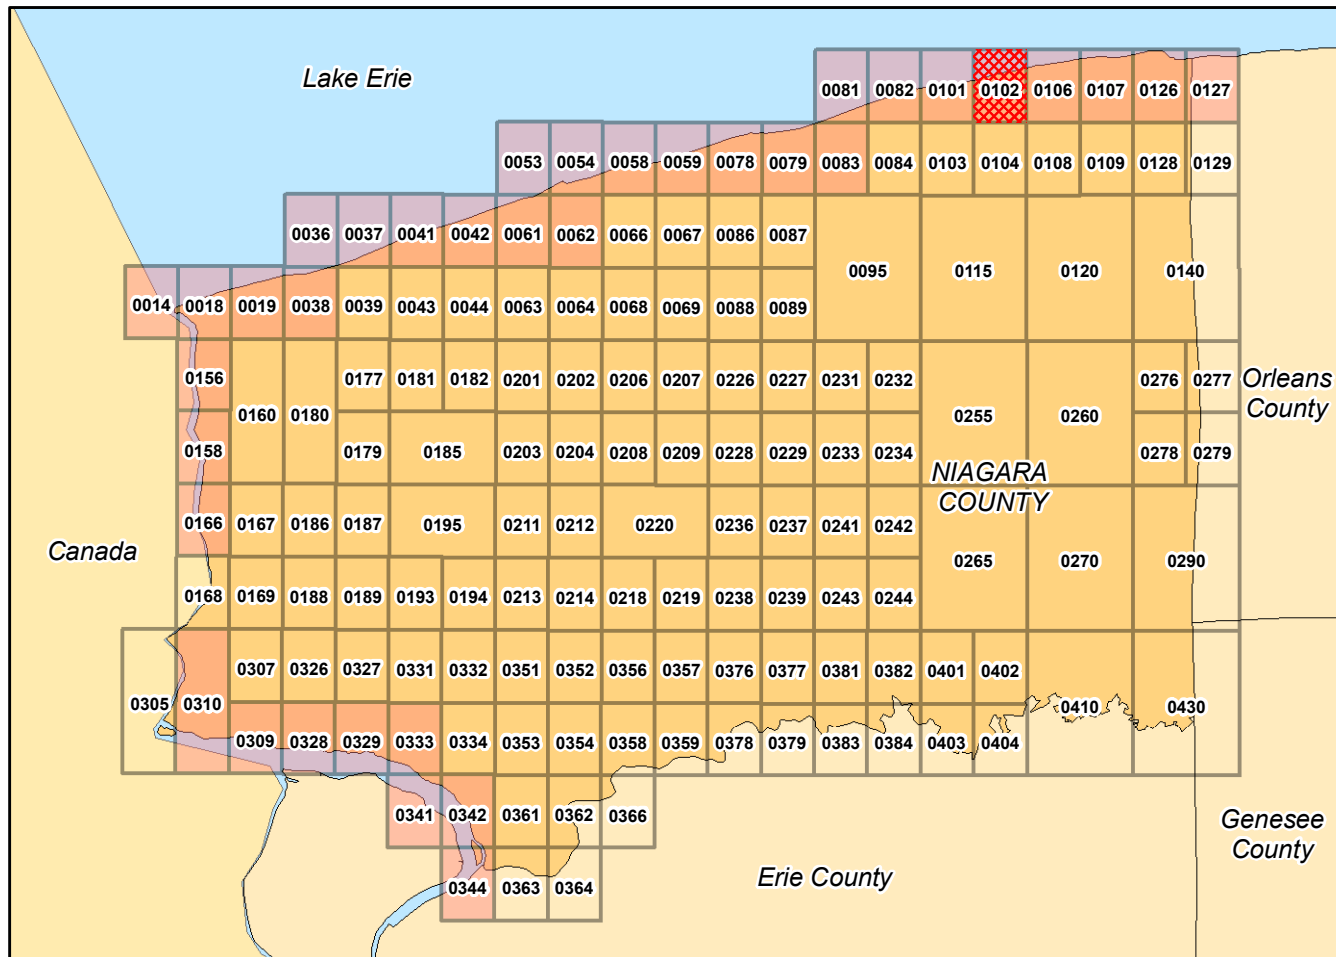 Lake Erie
0081 0082 0101 0102 0106 0107 0126 0127
0053 0054 0058 0059 0078 0079 0083 0084 0103 0104 0108 0109 0128 0129
0036 0037 0041 0042 0061 0062 0066 0067 0086 0087
0095 0115 0120 0140
0014 0018 0019 0038 0039 0043 0044 0063 0064 0068 0069 0088 0089
0156 0177 0181 0182 0201 0202 0206 0207 0226 0227 0231 0232 0276 0277
Orleans
County
0160 0180 0255 0260
0158 0179 0185 0203 0204 0208 0209 0228 0229 0233 0234 0278 0279
NIAGARA
COUNTY
0166 0167 0186 0187 0195 0211 0212 0220 0236 0237 0241 0242
Canada
0265 0270 0290
0168 0169 0188 0189 0193 0194 0213 0214 0218 0219 0238 0239 0243 0244
0307 0326 0327 0331 0332 0351 0352 0356 0357 0376 0377 0381 0382 0401 0402
0305 0310 0410 0430
0309 0328 0329 0333 0334 0353 0354 0358 0359 0378 0379 0383 0384 0403 0404
0341 0342 0361 0362 0366
Genesee
County
0344 0363 0364
Erie County